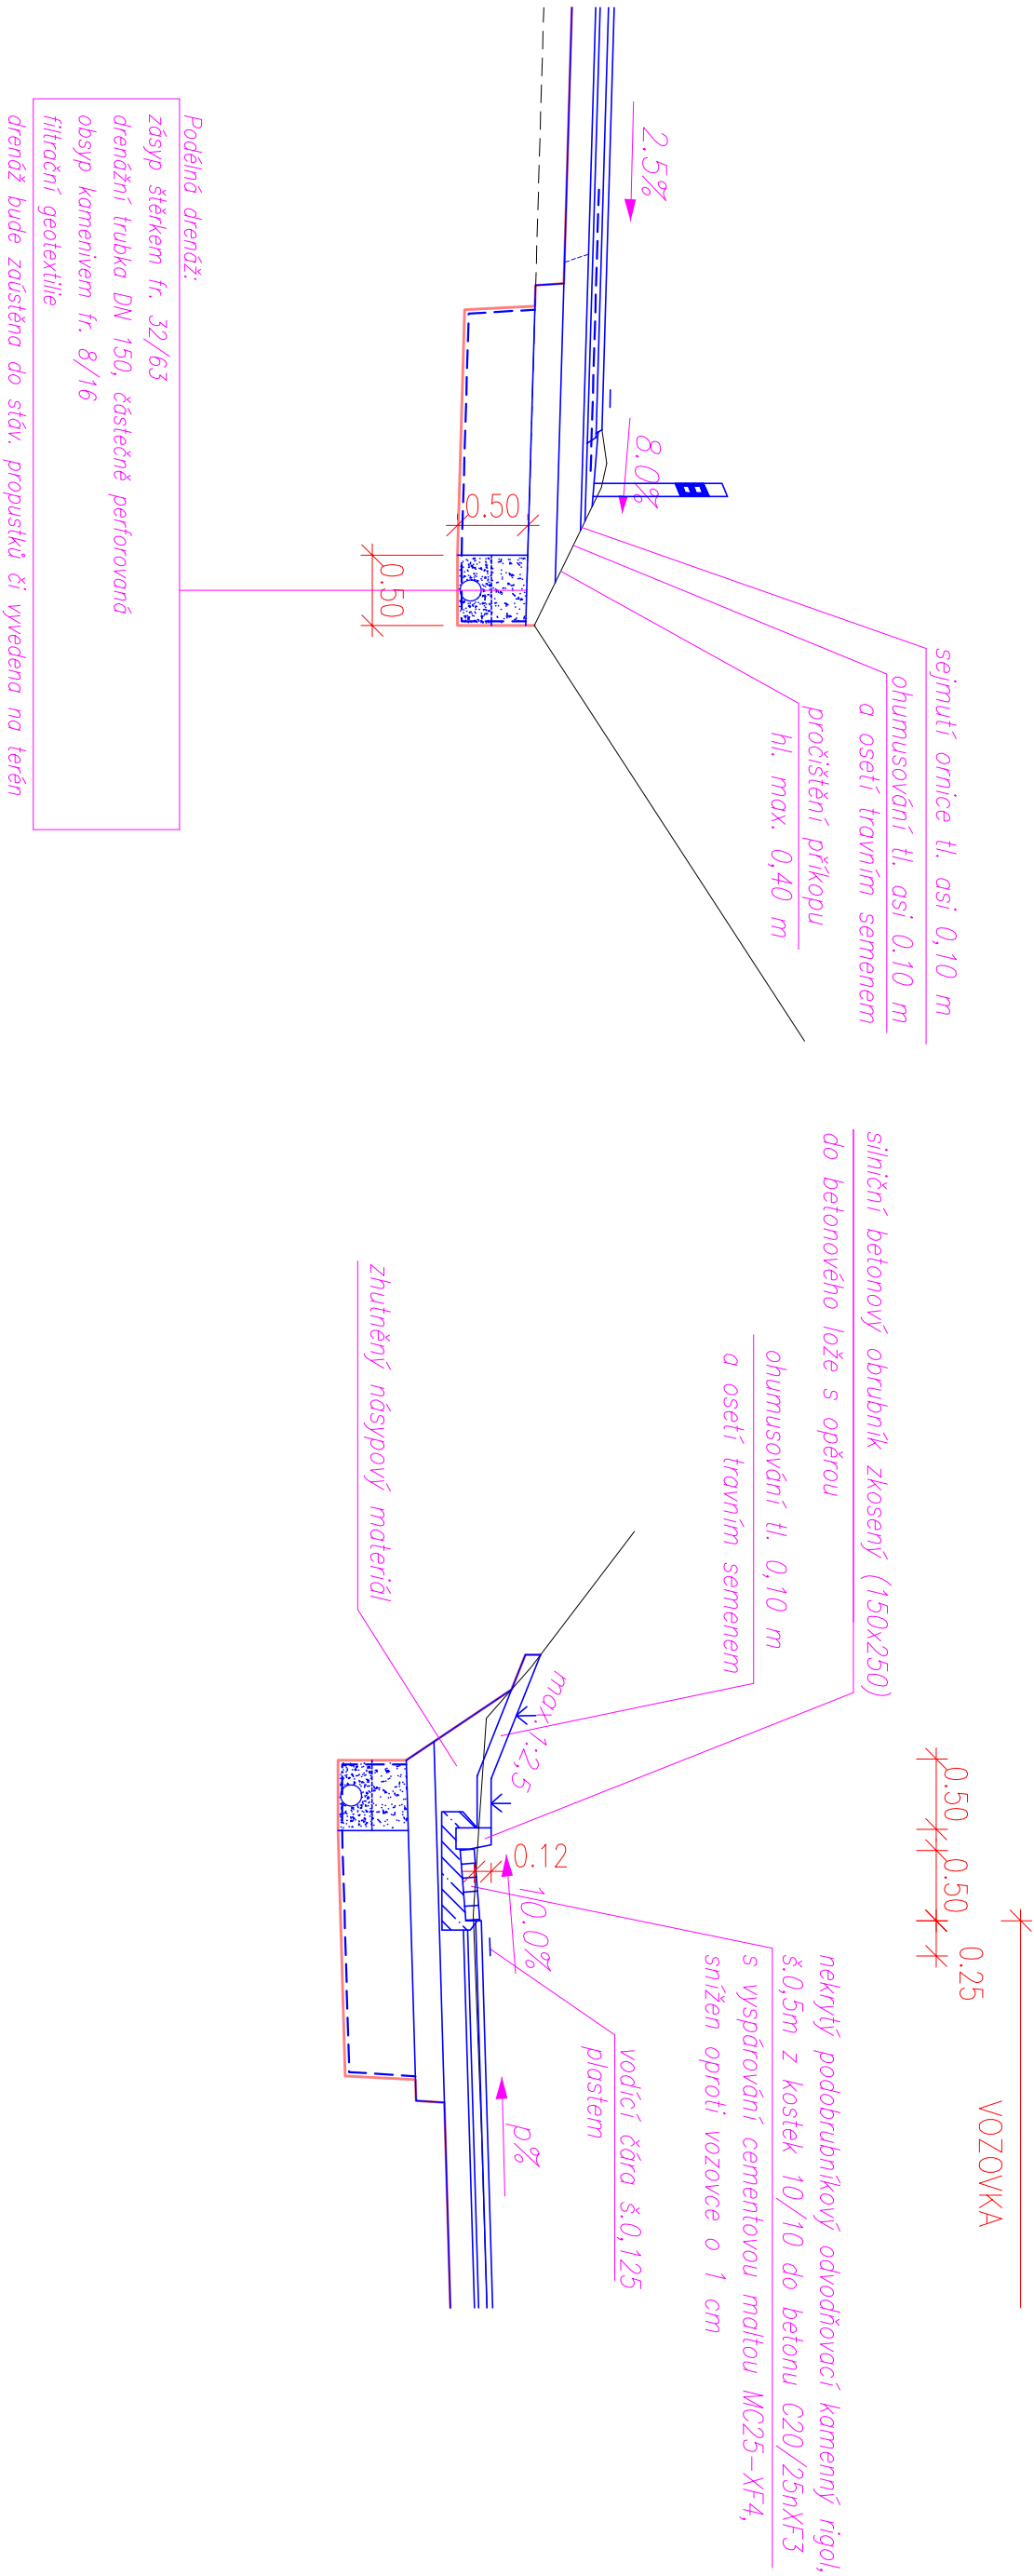 2.5%
8.0%
0.50
0.50
sejmutí ornice tl. asi 0,10 m
ohumusování tl. asi 0.10 m
a osetí travním semenem
pročištění příkopu
hl. max. 0,40 m
Podélná drenáž:
zásyp štěrkem fr. 32/63
drenážní trubka DN 150, částečně perforovaná
obsyp kamenivem fr. 8/16
filtrační geotextilie
drenáž bude zaústěna do stáv. propustků či vyvedena na terén
VOZOVKA
0.50
0.50
0.25
silniční betonový obrubník zkosený (150x250)
do betonového lože s opěrou
ohumusování tl. 0,10 m
a osetí travním semenem
zhutněný násypový materiál
max.1:2,5
0.12
10.0%
p%
nekrytý podobrubníkový odvodňovací kamenný rigol,
š.0,5m z kostek 10/10 do betonu C20/25nXF3
s vyspárování cementovou maltou MC25-XF4,
snížen oproti vozovce o 1 cm
vodící čára š.0,125
plastem